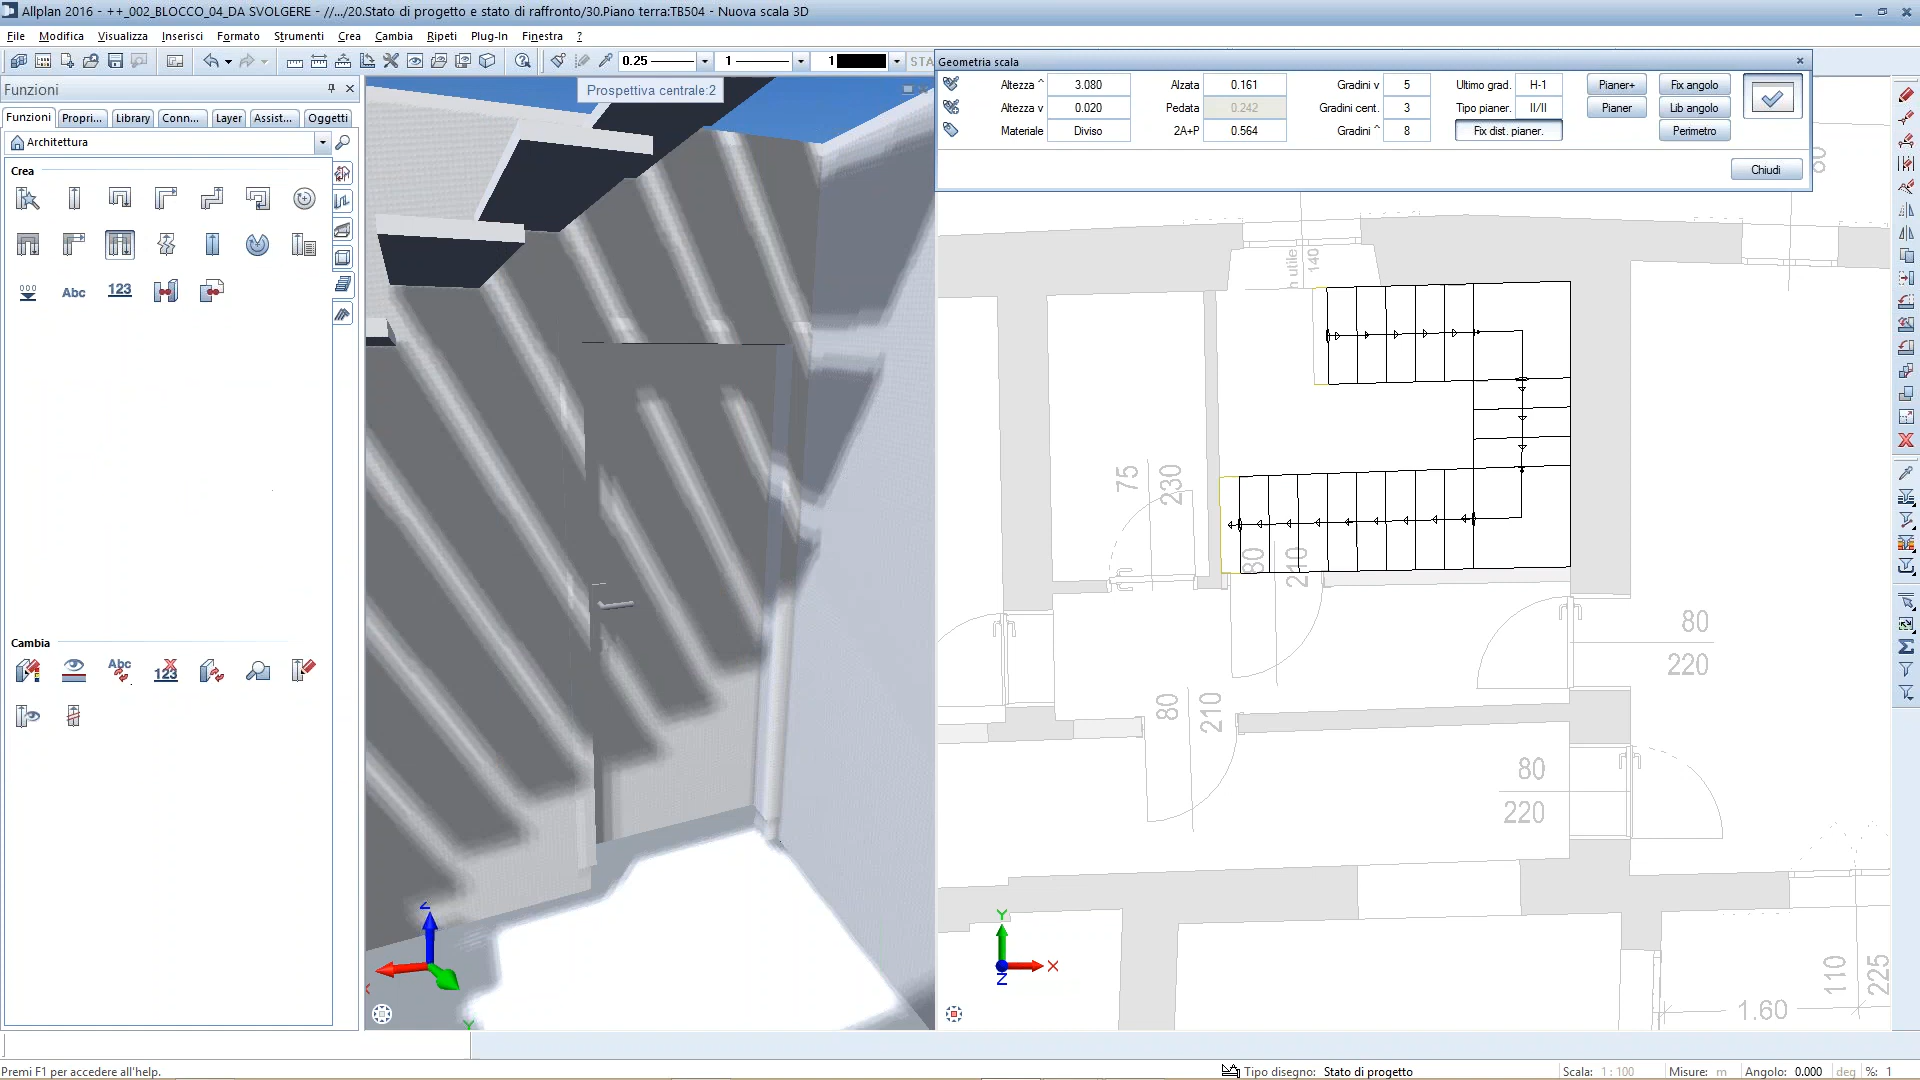 Allplan 2016 - ++_002_BLOCCO_04_DA SVOLGERE - //.../20.Stato di progetto e stato di raffronto/30.Piano terra:TB504 - Nuova scala 3D
File Modifica Visualizza Inserisci Formato Strumenti Crea Cambia Ripeti Plug-In Finestra ?
0.25 1 1 STA
Funzioni
Funzioni Propri... Library Conn... Layer Assist... Oggetti
Architettura
Crea
Abc 123
Cambia
Abc 123
Prospettiva centrale:2
Geometria scala
Altezza ^ 3.080 Alzata 0.161 Gradini v 5 Ultimo grad. H-1 Pianer+ Fix angolo
Altezza v 0.020 Pedata 0.242 Gradini cent. 3 Tipo pianer. II/II Pianer Lib angolo
Materiale Diviso 2A+P 0.564 Gradini ^ 8 Fix dist. pianer. Perimetro
Chiudi
h utile 140
75 230
80 210
80 210
80
220
80
220
110 225
1.60
Z
X
Y
Y
X
Z
Premi F1 per accedere all'help.
Tipo disegno: Stato di progetto Scala: 1 : 100 Misure: m Angolo: 0.000 deg %: 1